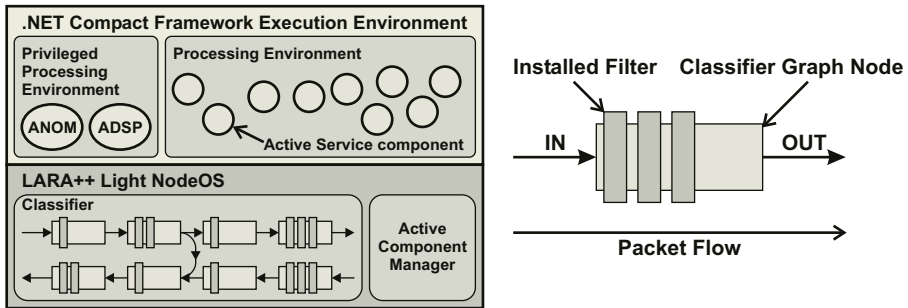 .NET Compact Framework Execution Environment
Privileged
Processing
Environment
ANOM
ADSP
Processing Environment
Active Service component
LARA++ Light NodeOS
Classifier
Active
Component
Manager
Installed Filter
Classifier Graph Node
IN
OUT
Packet Flow